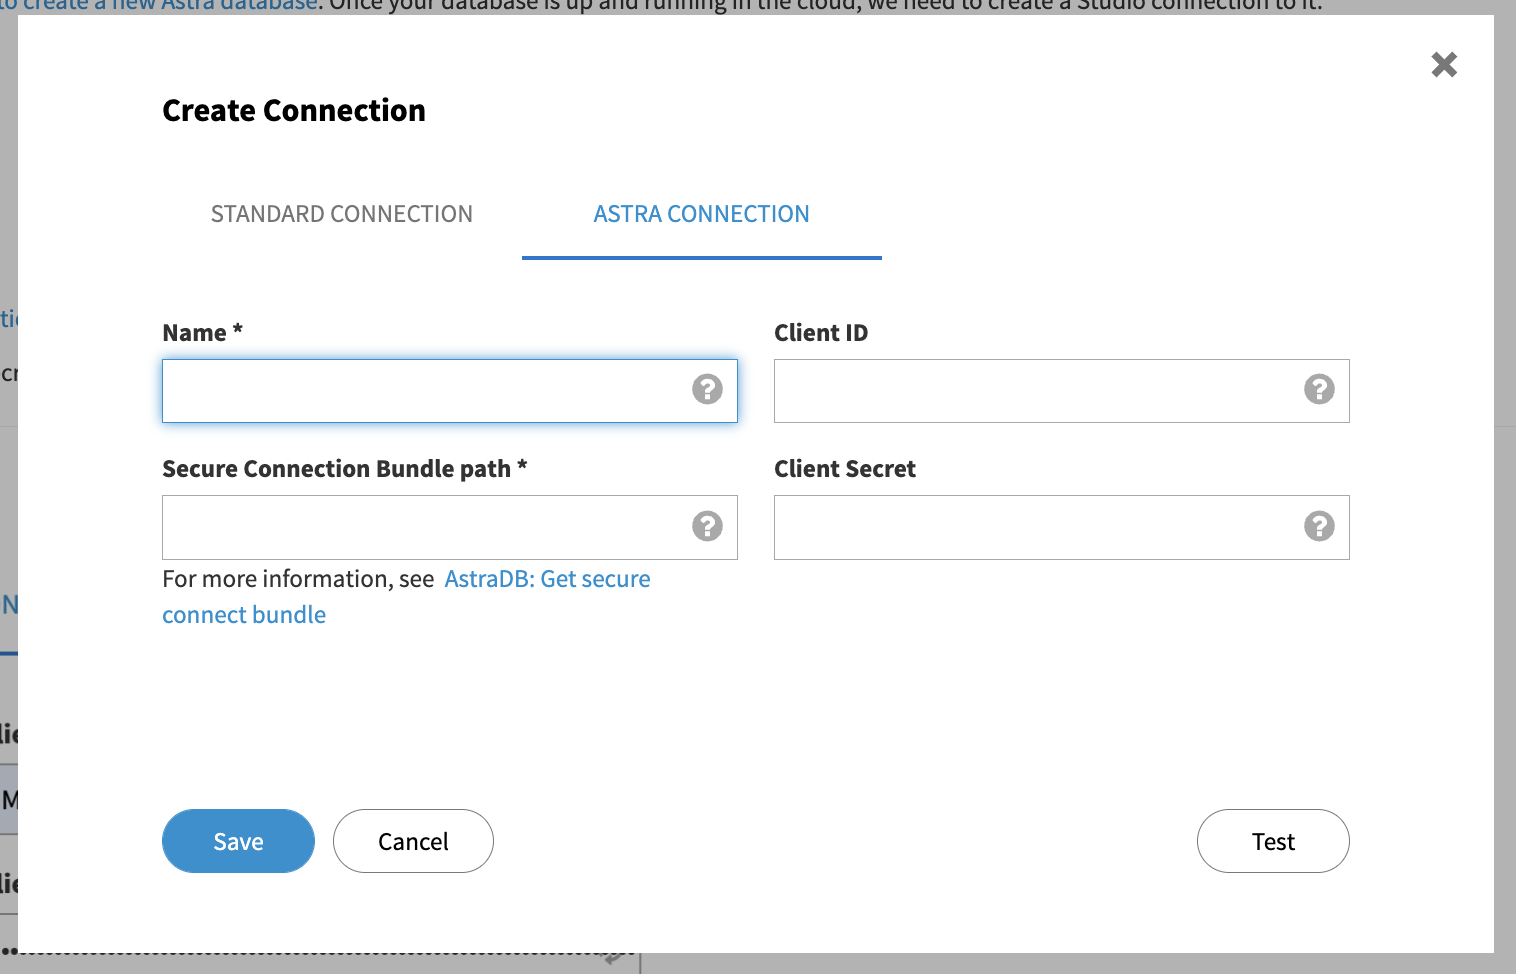 to create a new Astra database. Once your database is up and running in the cloud, we need to create a Studio connection to it.
Create Connection
STANDARD CONNECTION
ASTRA CONNECTION
Name *
Client ID
Secure Connection Bundle path *
Client Secret
For more information, see AstraDB: Get secure
connect bundle
Save
Cancel
Test